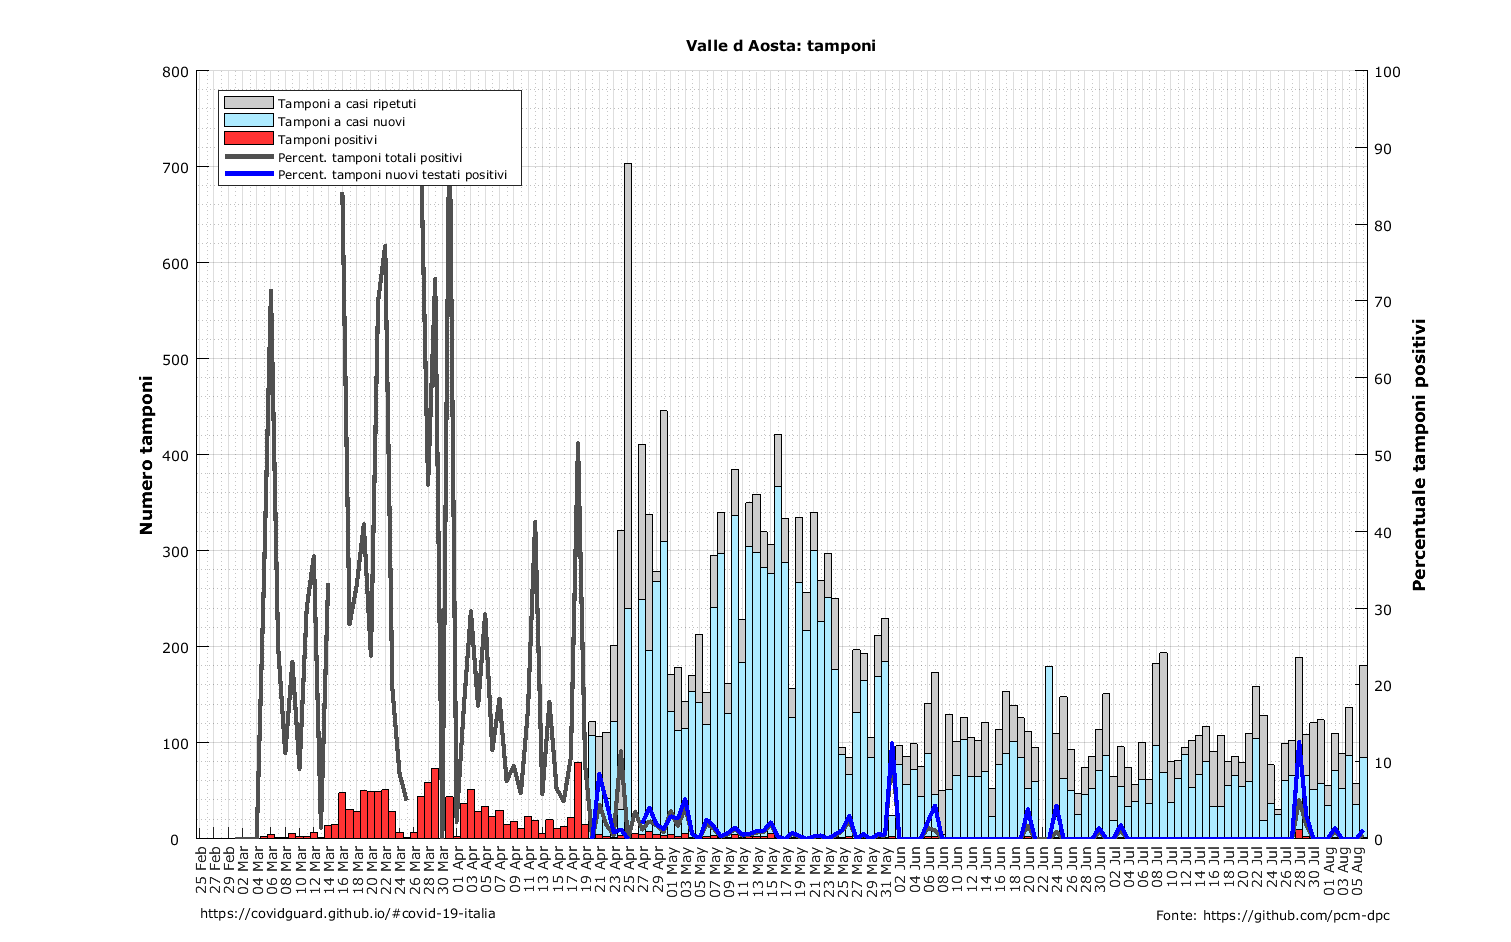 Valle d Aosta: tamponi
800
700
600
500
400
300
200
100
0
100
90
80
70
60
50
40
30
20
10
0
Numero tamponi
Percentuale tamponi positivi
Tamponi a casi ripetuti
Tamponi a casi nuovi
Tamponi positivi
Percent. tamponi totali positivi
Percent. tamponi nuovi testati positivi
25 Feb
27 Feb
29 Feb
02 Mar
04 Mar
06 Mar
08 Mar
10 Mar
12 Mar
14 Mar
16 Mar
18 Mar
20 Mar
22 Mar
24 Mar
26 Mar
28 Mar
30 Mar
01 Apr
03 Apr
05 Apr
07 Apr
09 Apr
11 Apr
13 Apr
15 Apr
17 Apr
19 Apr
21 Apr
23 Apr
25 Apr
27 Apr
29 Apr
01 May
03 May
05 May
07 May
09 May
11 May
13 May
15 May
17 May
19 May
21 May
23 May
25 May
27 May
29 May
31 May
02 Jun
04 Jun
06 Jun
08 Jun
10 Jun
12 Jun
14 Jun
16 Jun
18 Jun
20 Jun
22 Jun
24 Jun
26 Jun
28 Jun
30 Jun
02 Jul
04 Jul
06 Jul
08 Jul
10 Jul
12 Jul
14 Jul
16 Jul
18 Jul
20 Jul
22 Jul
24 Jul
26 Jul
28 Jul
30 Jul
01 Aug
03 Aug
05 Aug
https://covidguard.github.io/#covid-19-italia
Fonte: https://github.com/pcm-dpc